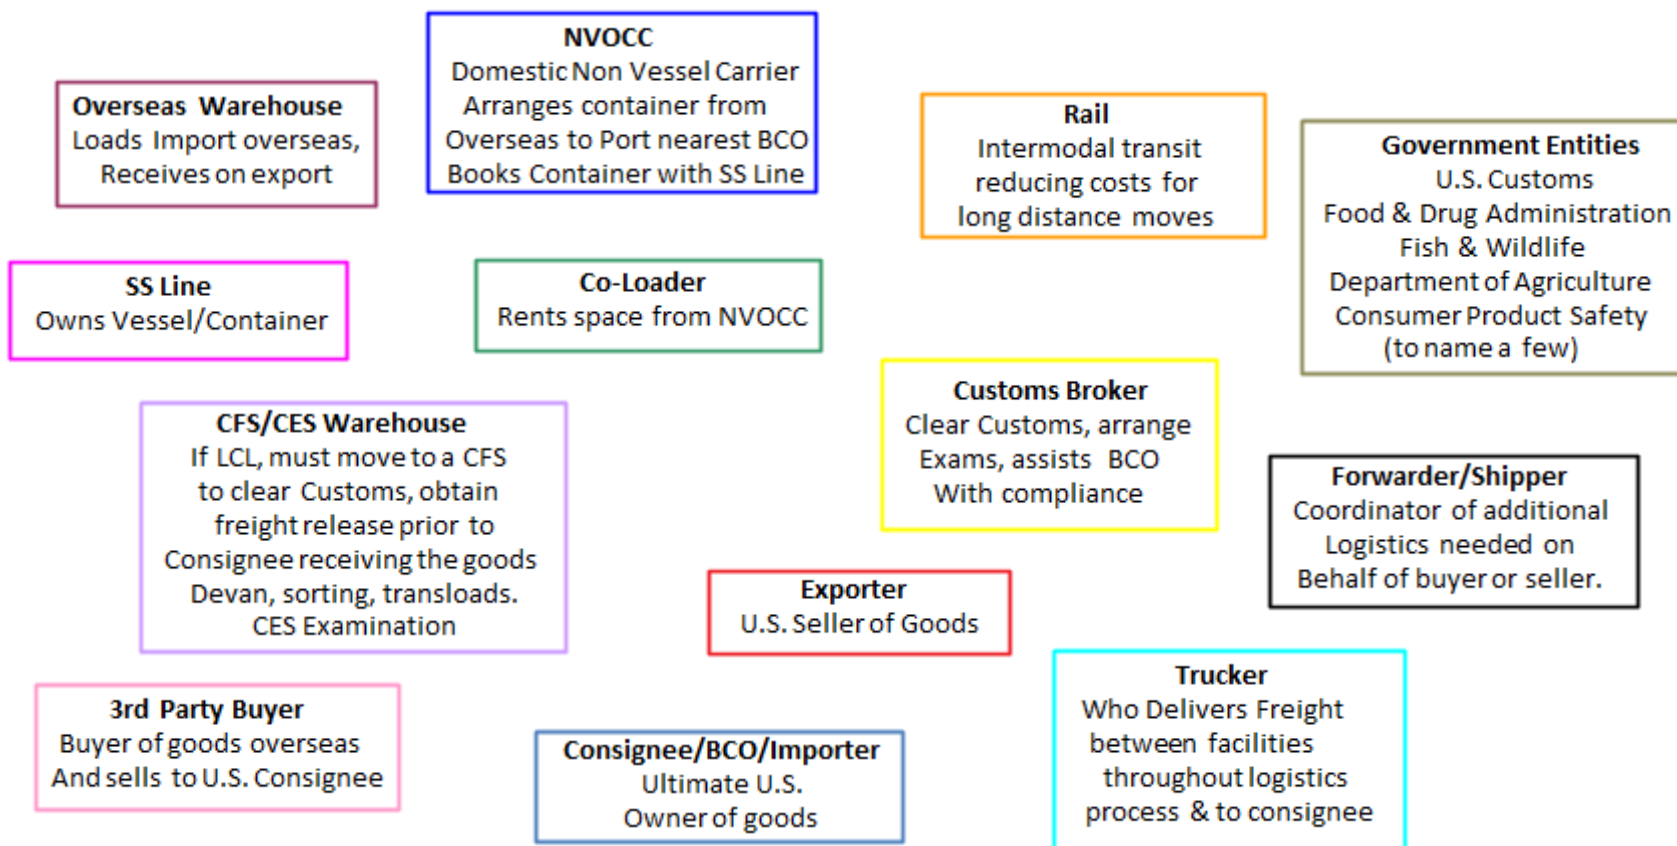 NVOCC
Domestic Non Vessel Carrier
Arranges container from
Overseas to Port nearest BCO
Books Container with SS Line
Overseas Warehouse
Loads Import overseas,
Receives on export
Rail
Intermodal transit
reducing costs for
long distance moves
Government Entities
U.S. Customs
Food & Drug Administration
Fish & Wildlife
Department of Agriculture
Consumer Product Safety
(to name a few)
SS Line
Owns Vessel/Container
Co-Loader
Rents space from NVOCC
Customs Broker
Clear Customs, arrange
Exams, assists BCO
With compliance
CFS/CES Warehouse
If LCL, must move to a CFS
to clear Customs, obtain
freight release prior to
Consignee receiving the goods
Devan, sorting, transloads.
CES Examination
Forwarder/Shipper
Coordinator of additional
Logistics needed on
Behalf of buyer or seller.
Exporter
U.S. Seller of Goods
Trucker
Who Delivers Freight
between facilities
throughout logistics
process & to consignee
3rd Party Buyer
Buyer of goods overseas
And sells to U.S. Consignee
Consignee/BCO/Importer
Ultimate U.S.
Owner of goods